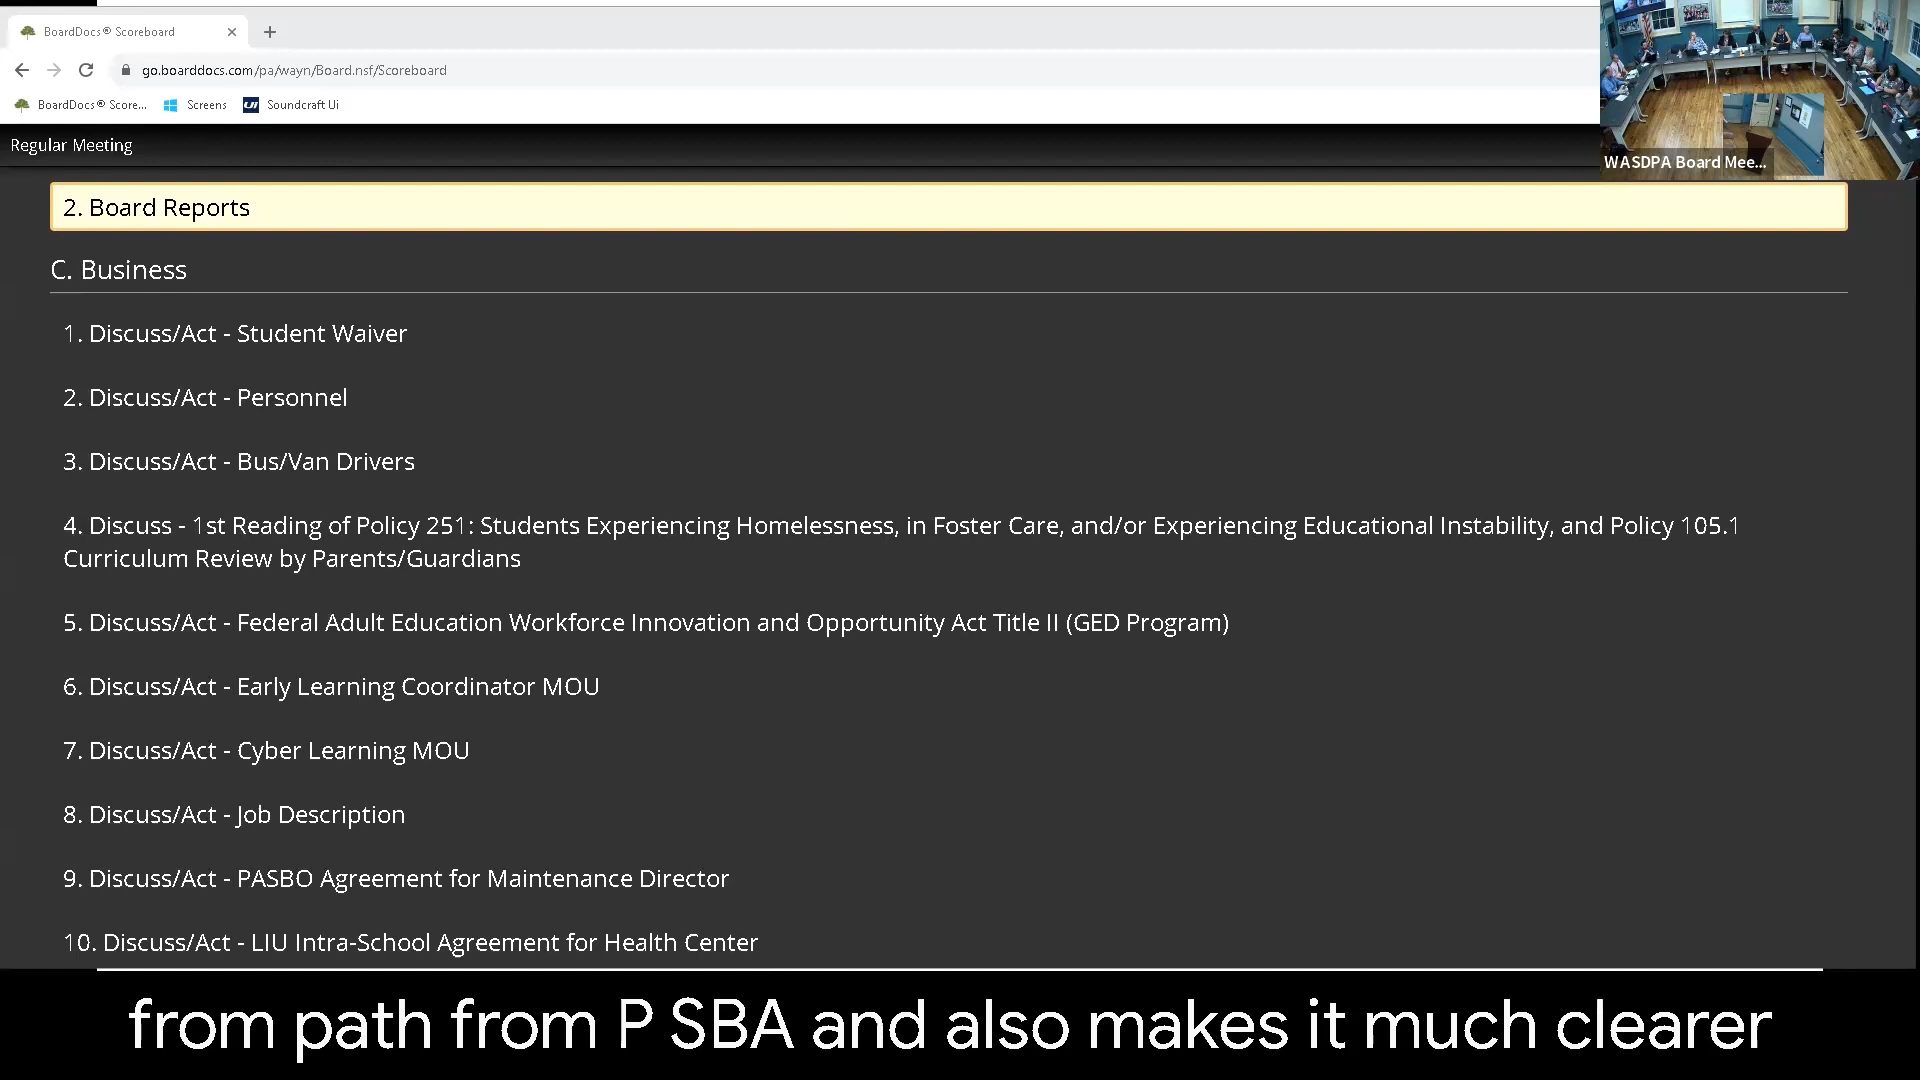 BoardDocs® Scoreboard
go.boarddocs.com/pa/wayn/Board.nsf/Scoreboard
BoardDocs® Score... Screens Soundcraft Ui
Regular Meeting
WASDPA Board Mee...
2. Board Reports
C. Business
1. Discuss/Act - Student Waiver
2. Discuss/Act - Personnel
3. Discuss/Act - Bus/Van Drivers
4. Discuss - 1st Reading of Policy 251: Students Experiencing Homelessness, in Foster Care, and/or Experiencing Educational Instability, and Policy 105.1
Curriculum Review by Parents/Guardians
5. Discuss/Act - Federal Adult Education Workforce Innovation and Opportunity Act Title II (GED Program)
6. Discuss/Act - Early Learning Coordinator MOU
7. Discuss/Act - Cyber Learning MOU
8. Discuss/Act - Job Description
9. Discuss/Act - PASBO Agreement for Maintenance Director
10. Discuss/Act - LIU Intra-School Agreement for Health Center
from path from P SBA and also makes it much clearer